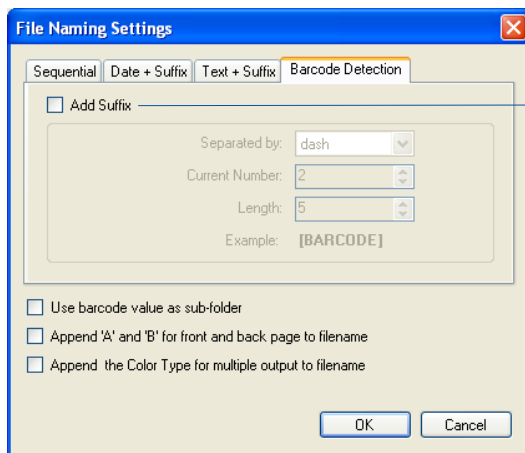 File Naming Settings
Sequential Date + Suffix Text + Suffix Barcode Detection
Add Suffix
Separated by: dash
Current Number: 2
Length: 5
Example: [BARCODE]
Use barcode value as sub-folder
Append 'A' and 'B' for front and back page to filename
Append the Color Type for multiple output to filename
OK Cancel